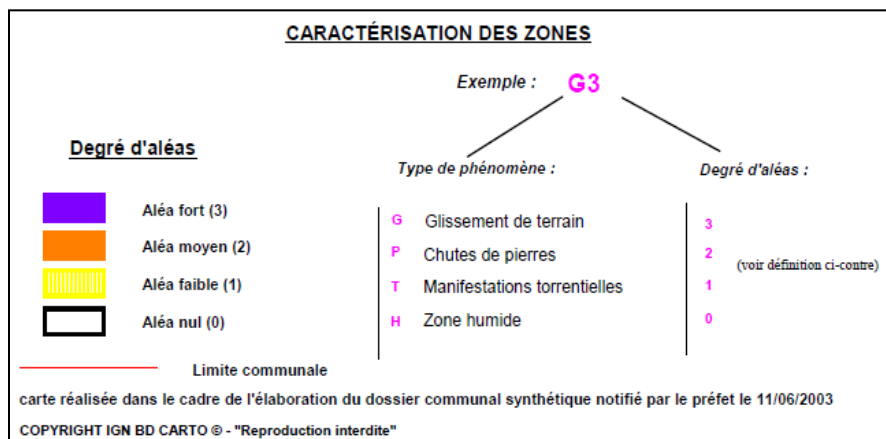 CARACTÉRISATION DES ZONES
Exemple : G3
Degré d'aléas
Aléa fort (3)
Aléa moyen (2)
Aléa faible (1)
Aléa nul (0)
Type de phénomène :
G Glissement de terrain
P Chutes de pierres
T Manifestations torrentielles
H Zone humide
Degré d'aléas :
3
2
1
0
(voir définition ci-contre)
Limite communale
carte réalisée dans le cadre de l'élaboration du dossier communal synthétique notifié par le préfet le 11/06/2003
COPYRIGHT IGN BD CARTO © - "Reproduction interdite"